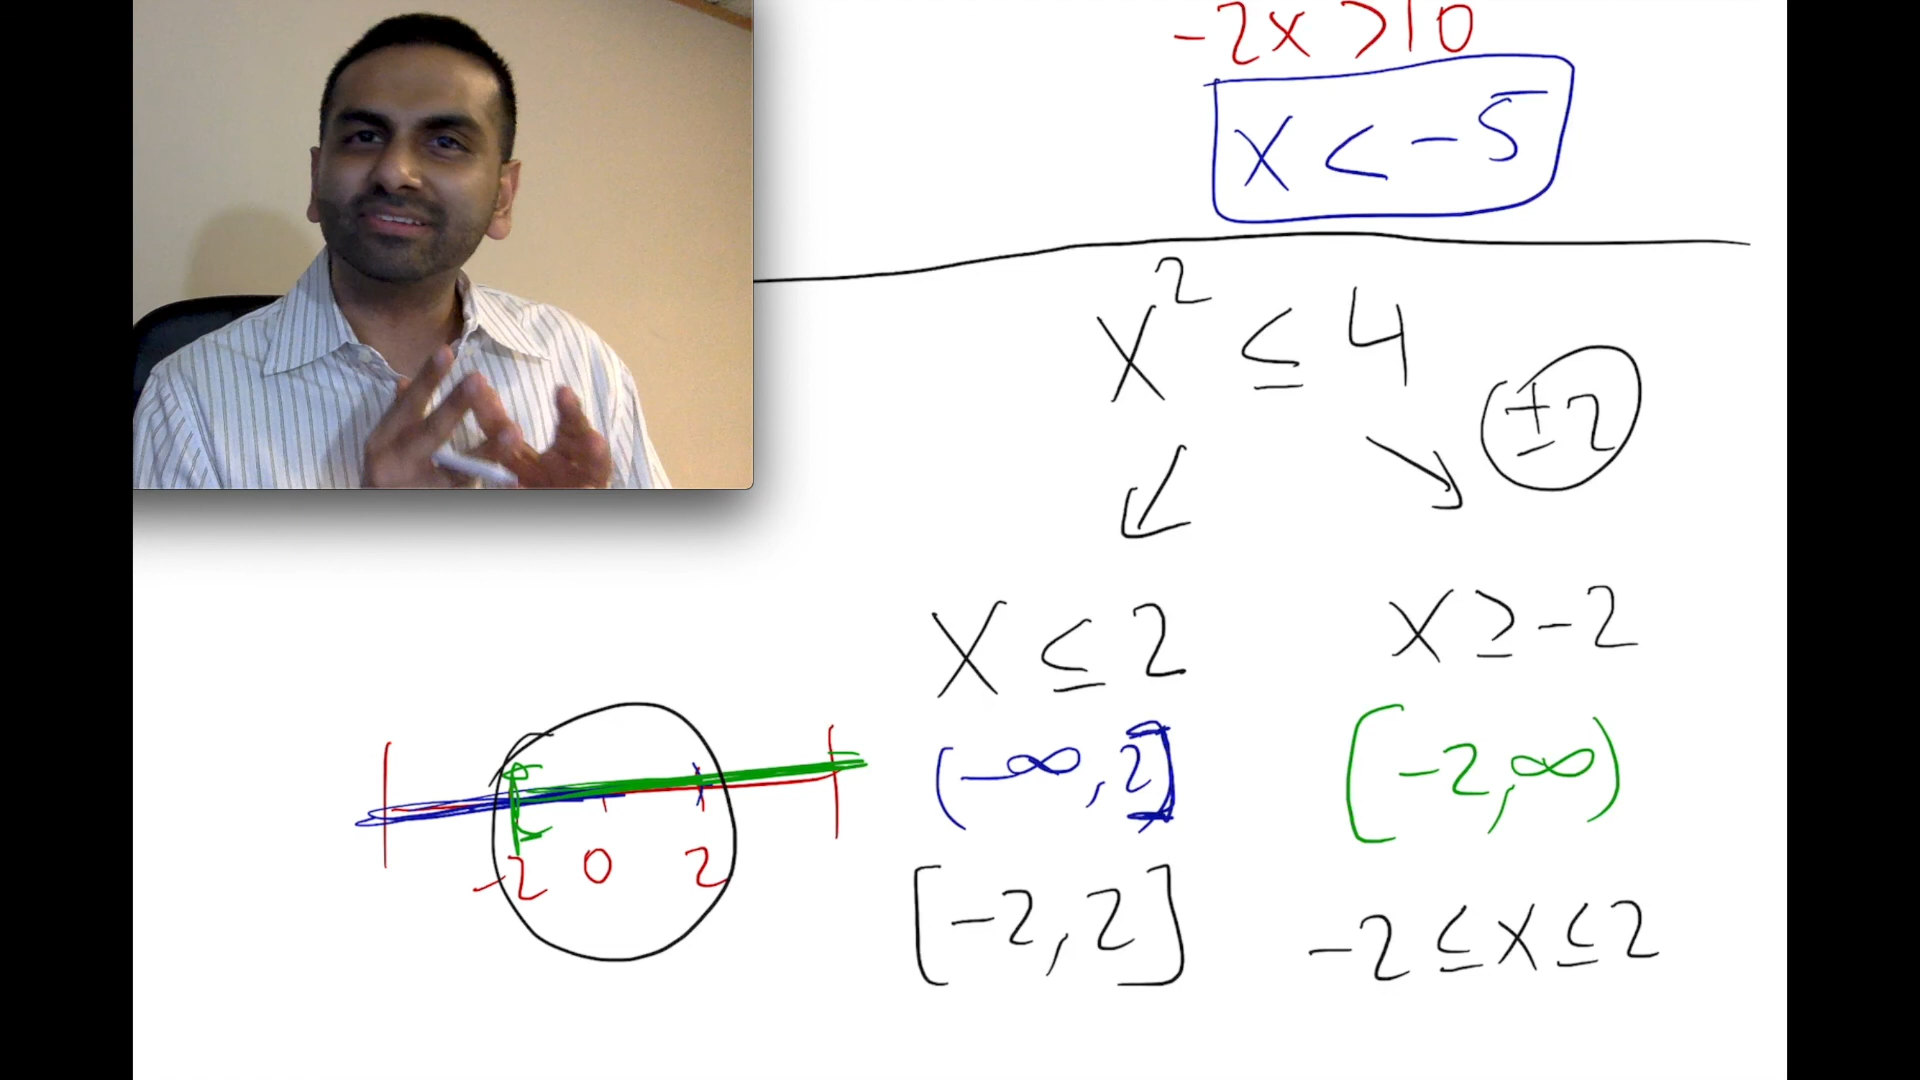 -2x > 10
x < -5
x² ≤ 4
±2
x ≤ 2
x ≥ -2
(-∞, 2]
[-2, ∞)
-2 0 2
[-2, 2]
-2 ≤ x ≤ 2